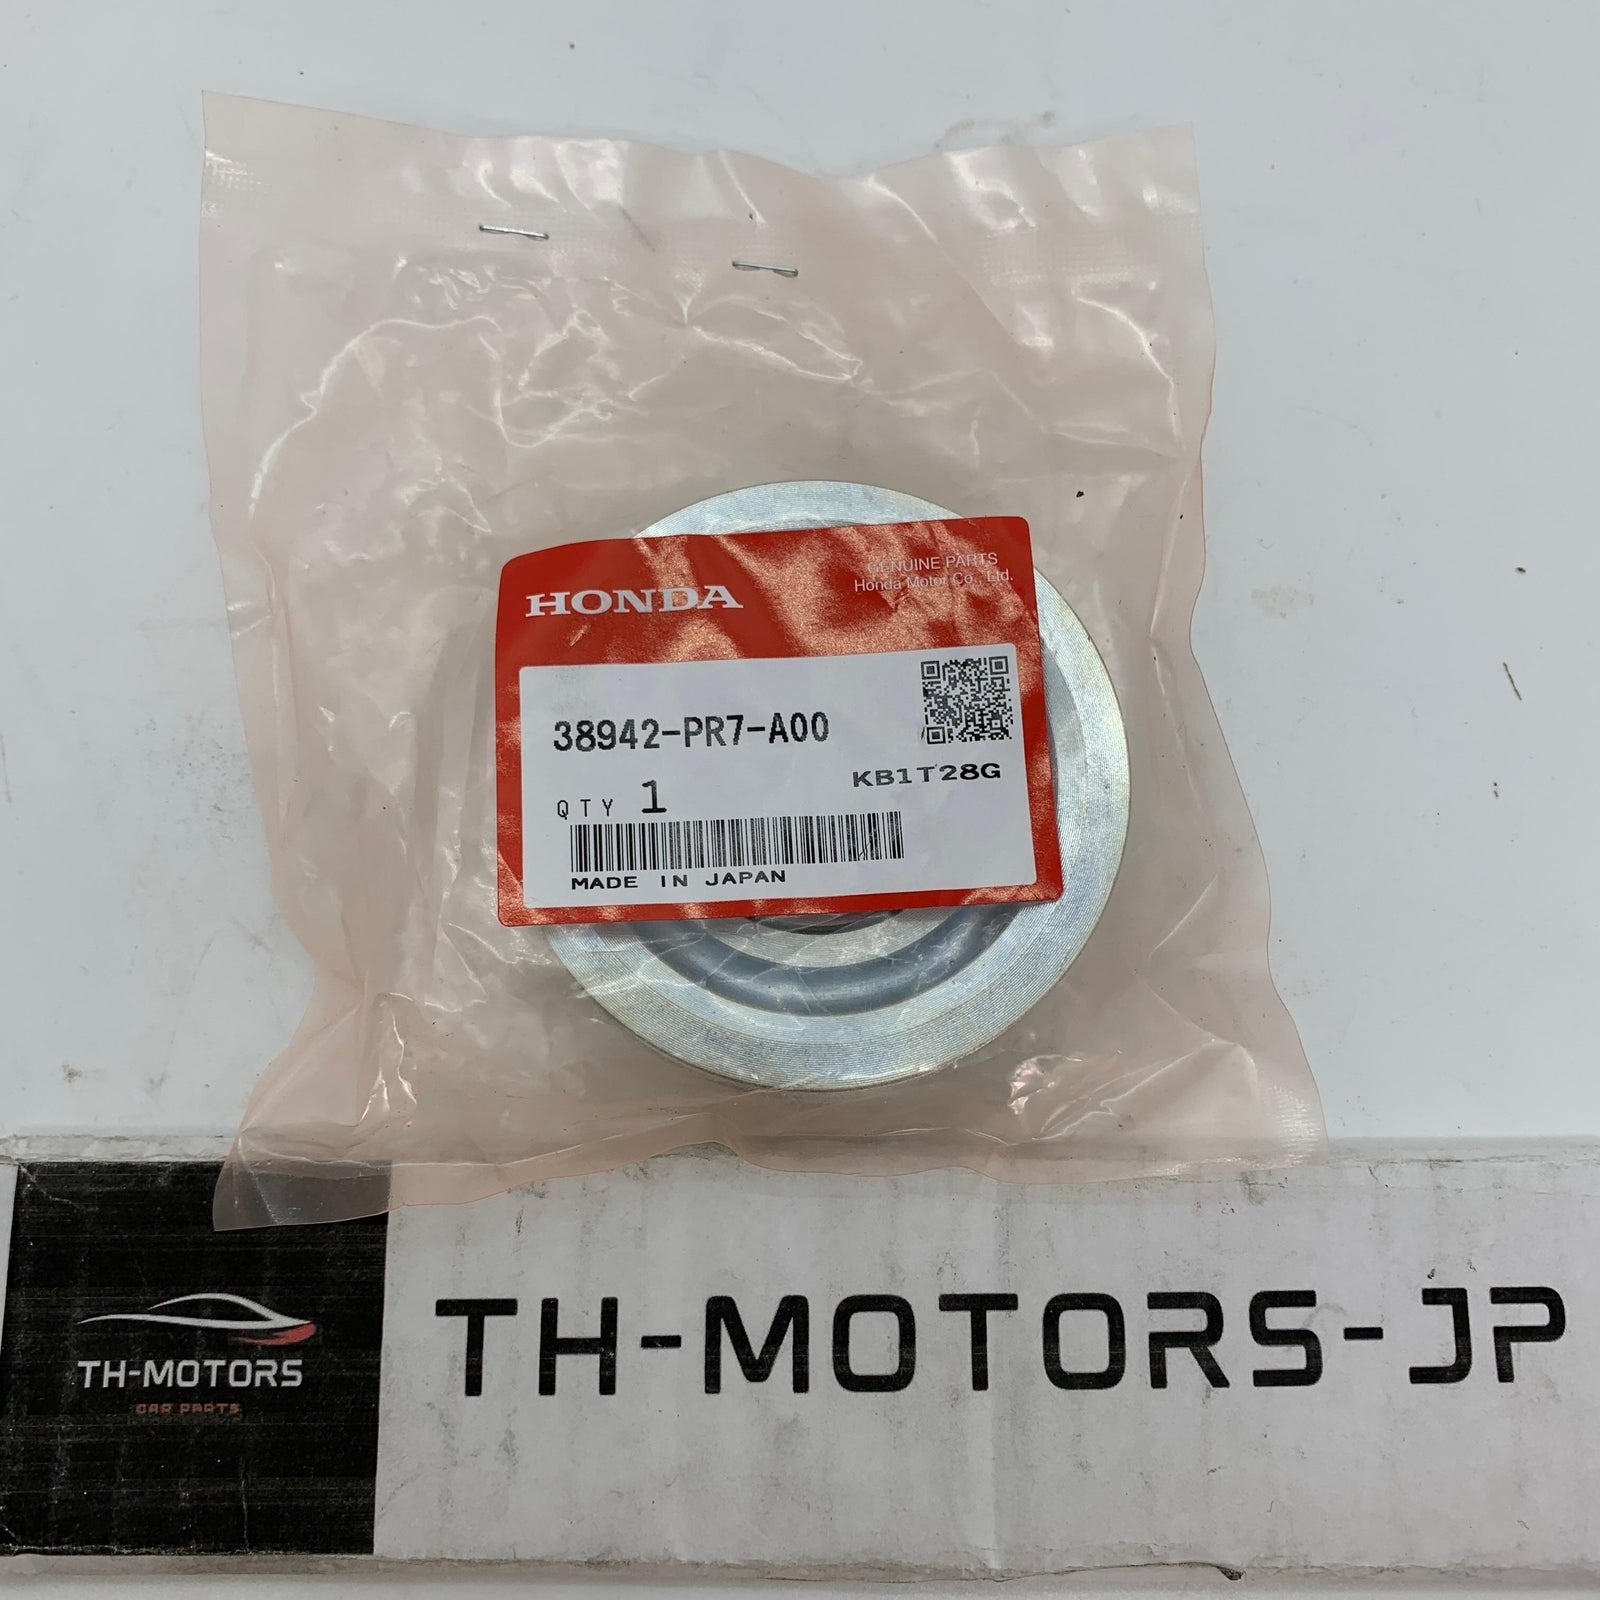 HONDA
GENUINE PARTS
Honda Motor Co., Ltd.
38942-PR7-A00
KB1T28G
QTY 1
MADE IN JAPAN
TH-MOTORS
CAR PARTS
TH-MOTORS-JP